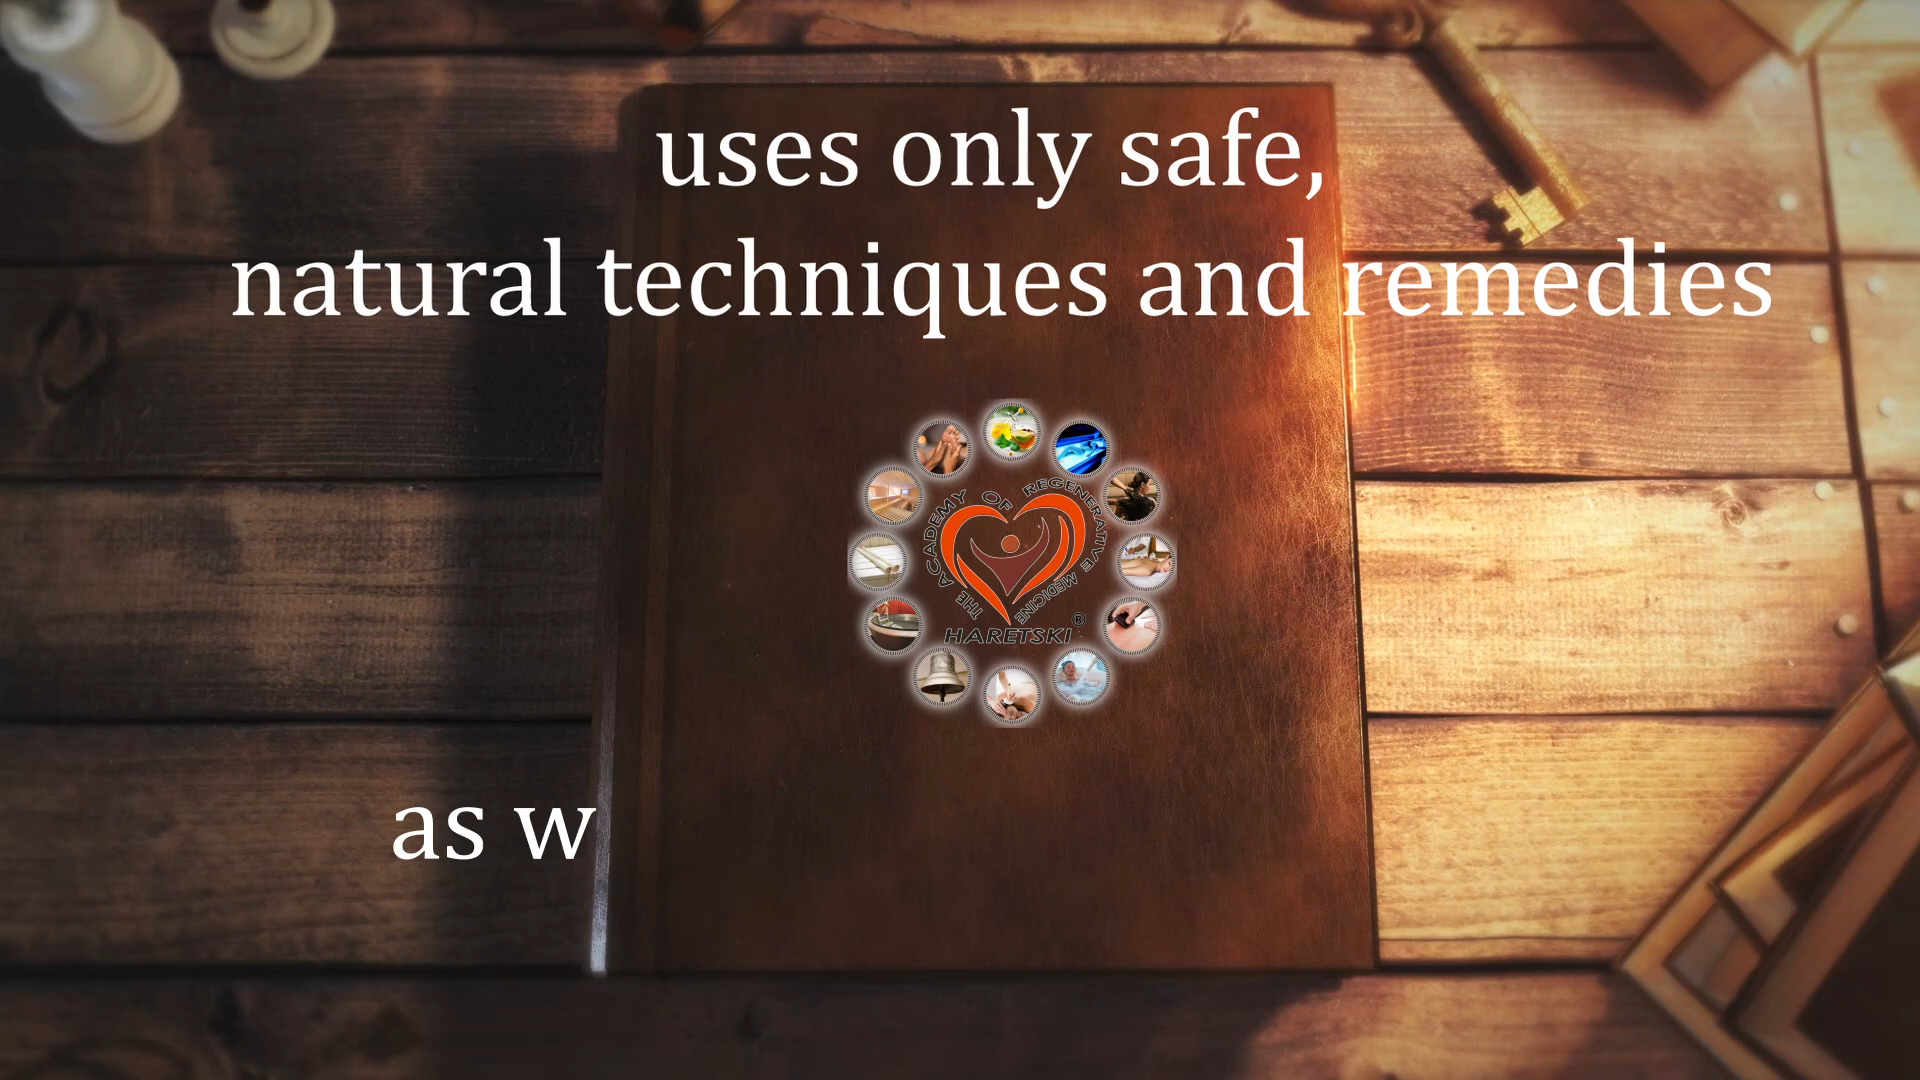 uses only safe,
natural techniques and remedies
THE ACADEMY OF REGENERATIVE MEDICINE
HARETSKI ®
as w